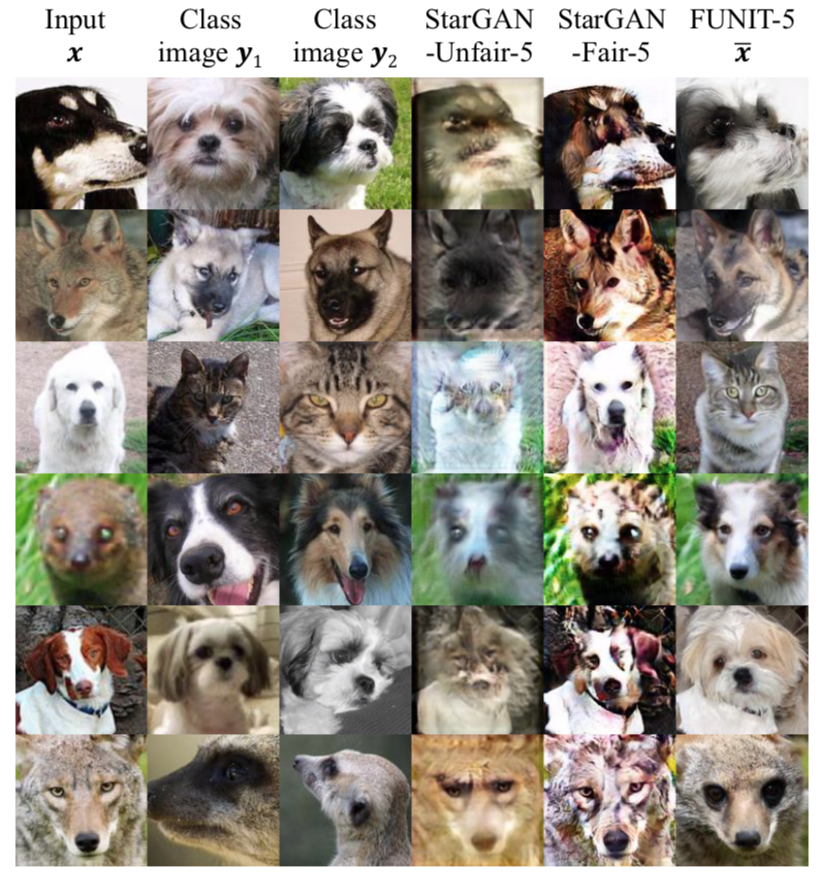 Input
x
Class
image y₁
Class
image y₂
StarGAN
-Unfair-5
StarGAN
-Fair-5
FUNIT-5
x̅